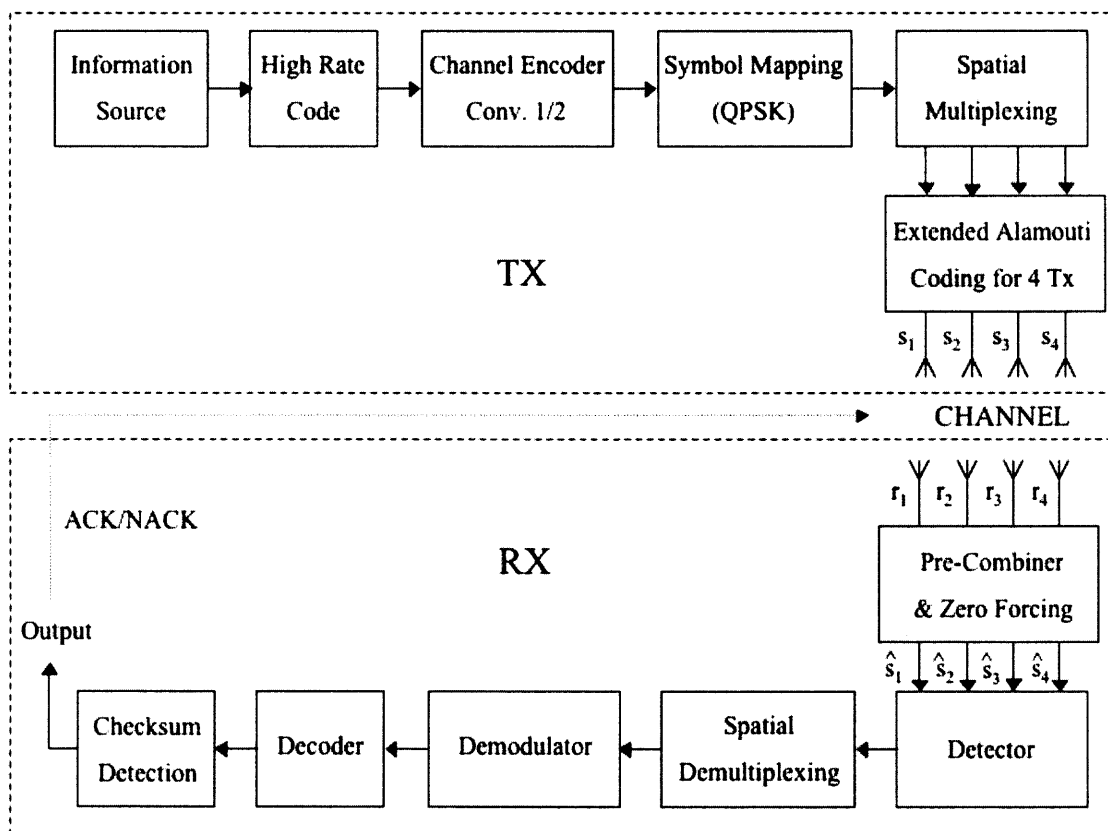 Information
Source
High Rate
Code
Channel Encoder
Conv. 1/2
Symbol Mapping
(QPSK)
Spatial
Multiplexing
Extended Alamouti
Coding for 4 Tx
TX
s₁ s₂ s₃ s₄
CHANNEL
r₁ r₂ r₃ r₄
ACK/NACK
RX
Pre-Combiner
& Zero Forcing
Output
ŝ₁ ŝ₂ ŝ₃ ŝ₄
Checksum
Detection
Decoder
Demodulator
Spatial
Demultiplexing
Detector